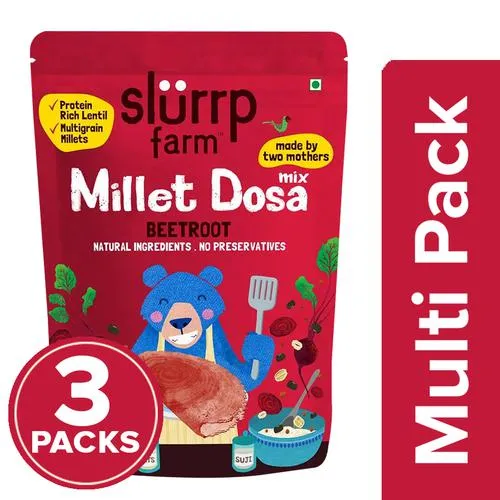 ✓ Protein
Rich Lentil
✓ Multigrain
Millets
slürrp
farm™
made by
two mothers
Millet Dosa
mix
BEETROOT
NATURAL INGREDIENTS . NO PRESERVATIVES
3
PACKS
SUJI
Multi Pack